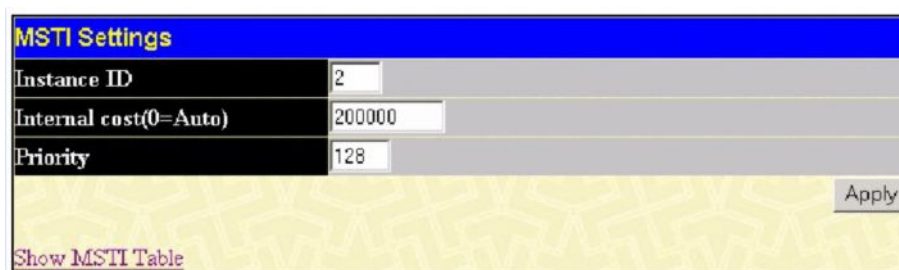 MSTI Settings
Instance ID 2
Internal cost(0=Auto) 200000
Priority 128
Apply
Show MSTI Table